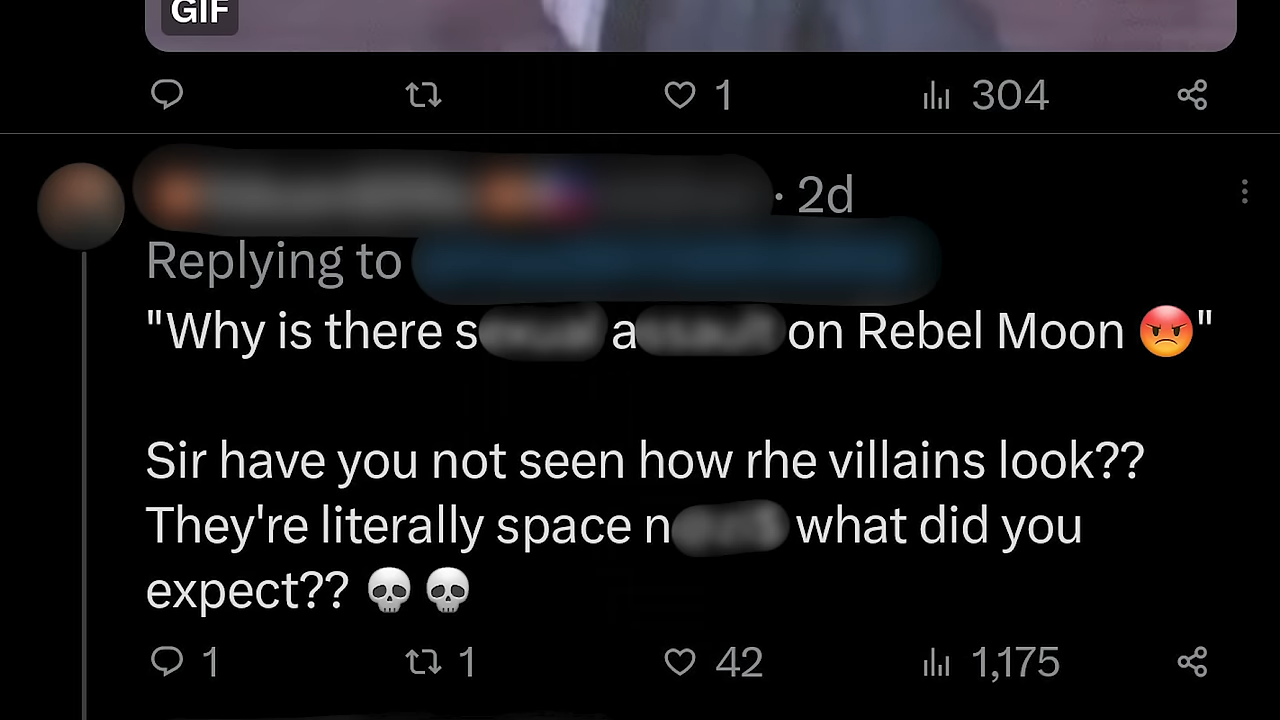 GIF
1 304
· 2d
Replying to
"Why is there s a on Rebel Moon 😡"
Sir have you not seen how rhe villains look??
They're literally space n what did you
expect?? 💀💀
1 1 42 1,175